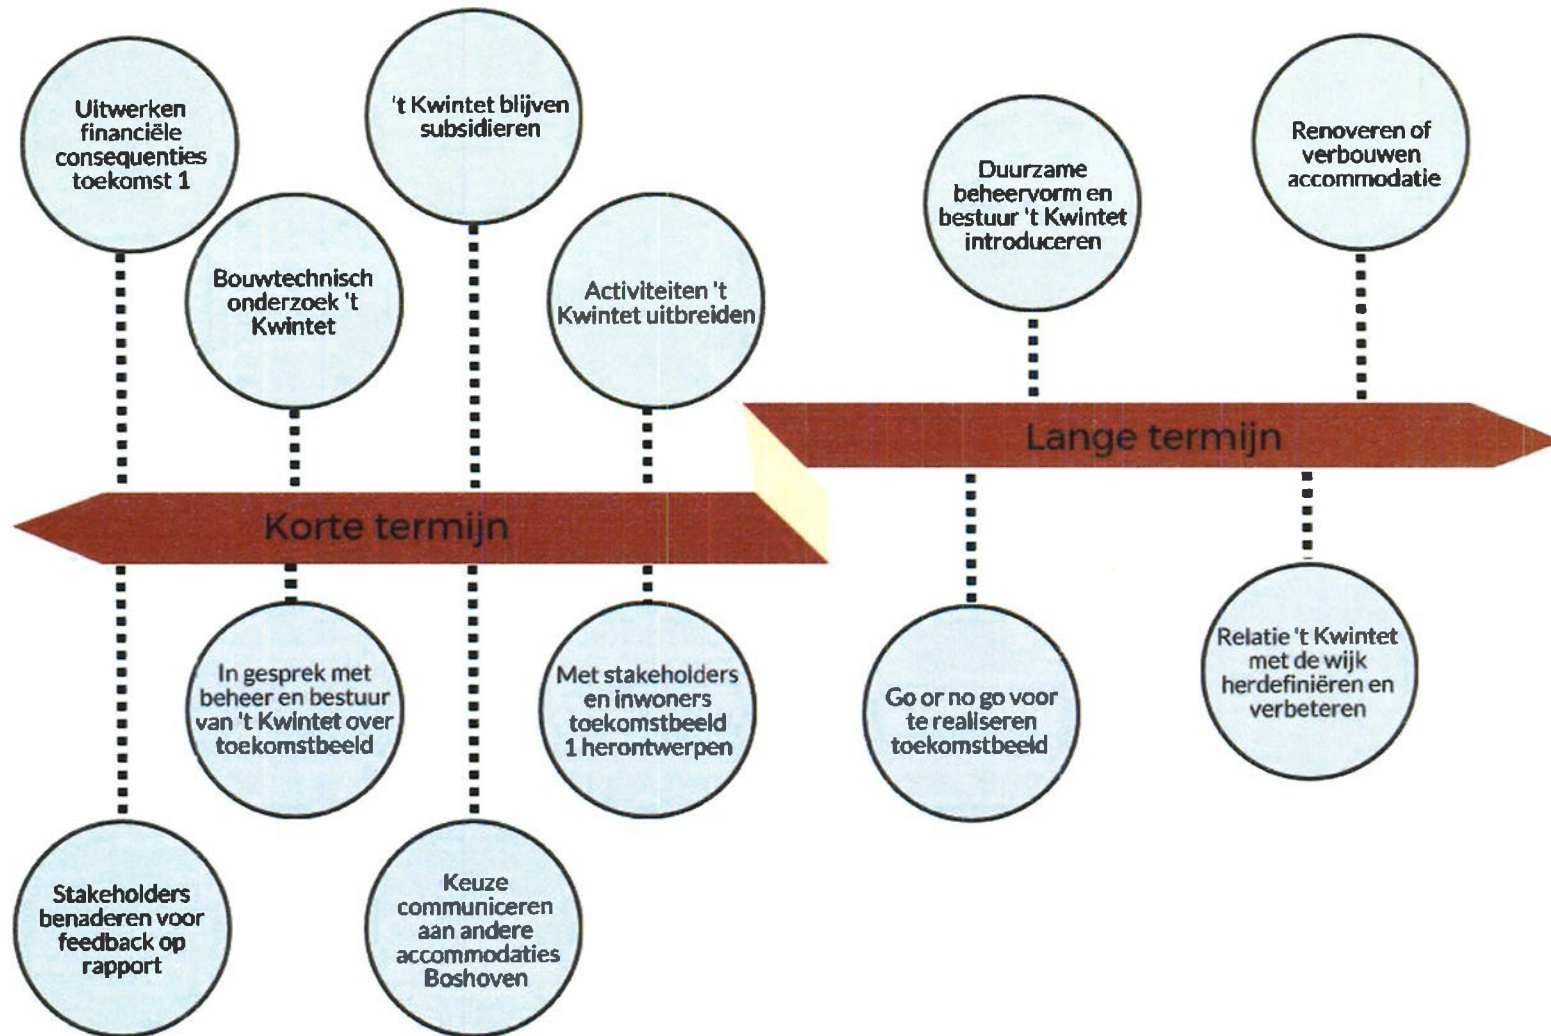 Uitwerken
financiële
consequenties
toekomst 1
Bouwtechnisch
onderzoek 't
Kwintet
't Kwintet blijven
subsidieren
Activiteiten 't
Kwintet uitbreiden
Duurzame
beheervorm en
bestuur 't Kwintet
introduceren
Renoveren of
verbouwen
accommodatie
Lange termijn
Korte termijn
Stakeholders
benaderen voor
feedback op
rapport
In gesprek met
beheer en bestuur
van 't Kwintet over
toekomstbeeld
Keuze
communiceren
aan andere
accommodaties
Boshoven
Met stakeholders
en inwoners
toekomstbeeld
1 herontwerpen
Go or no go voor
te realiseren
toekomstbeeld
Relatie 't Kwintet
met de wijk
herdefiniëren en
verbeteren